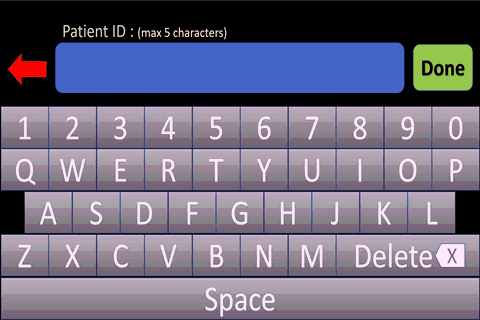 Patient ID : (max 5 characters)
Done
1 2 3 4 5 6 7 8 9 0
Q W E R T Y U I O P
A S D F G H J K L
Z X C V B N M Delete X
Space